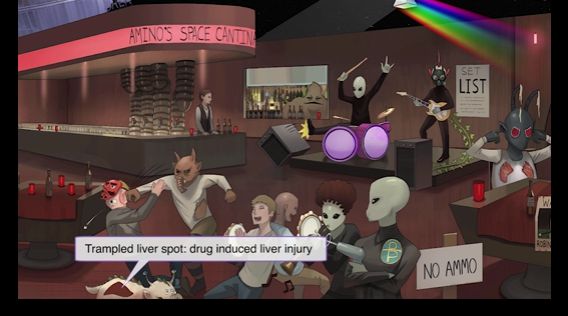 AMINO'S SPACE CANTINA
SET
LIST
Trampled liver spot: drug induced liver injury
NO AMMO